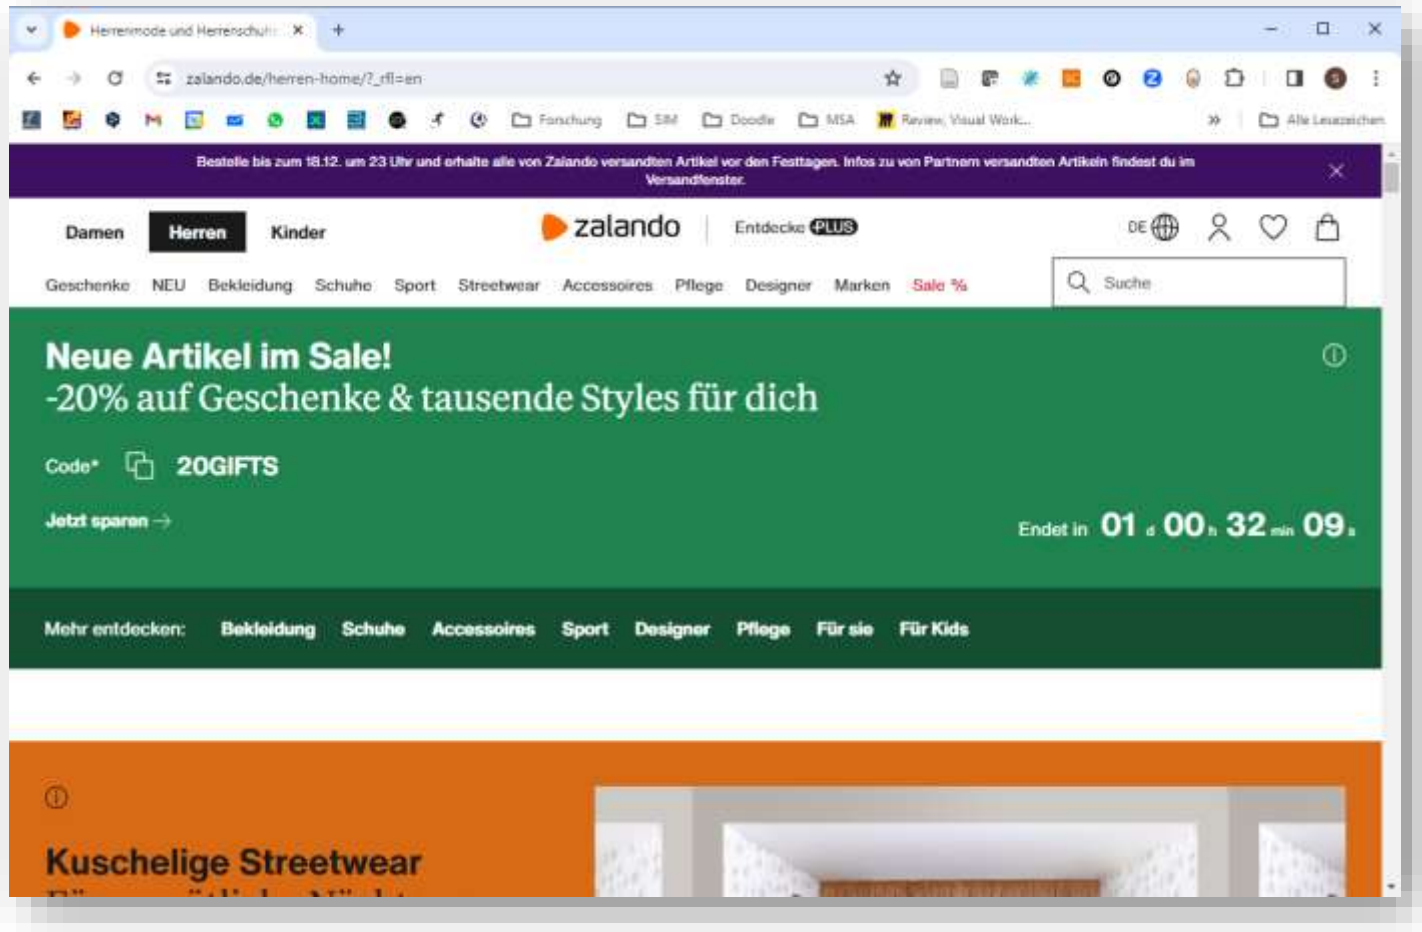 Herrenmode und Herrenschuhe
zalando.de/herren-home/?_rfl=en
Forschung SIM Doodle MSA Review, Visual Work... » Alle Lesezeichen
Bestelle bis zum 18.12. um 23 Uhr und erhalte alle von Zalando versandten Artikel vor den Festtagen. Infos zu von Partnern versandten Artikeln findest du im
Versandfenster.
Damen Herren Kinder zalando Entdecke PLUS DE
Geschenke NEU Bekleidung Schuhe Sport Streetwear Accessoires Pflege Designer Marken Sale % Suche
Neue Artikel im Sale!
-20% auf Geschenke & tausende Styles für dich
Code* 20GIFTS
Jetzt sparen →
Endet in 01 d 00 h 32 min 09 s
Mehr entdecken: Bekleidung Schuhe Accessoires Sport Designer Pflege Für sie Für Kids
Kuschelige Streetwear